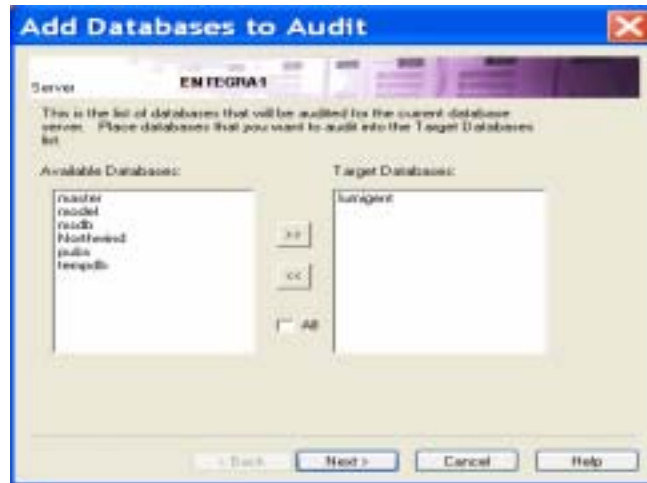 Add Databases to Audit
Server ENTEGRA1
This is the list of databases that will be audited for the current database
server. Place databases that you want to audit into the Target Databases
list.
Available Databases:
Target Databases:
master
model
msdb
Northwind
pubs
tempdb
lumigent
>>
<<
All
< Back
Next >
Cancel
Help